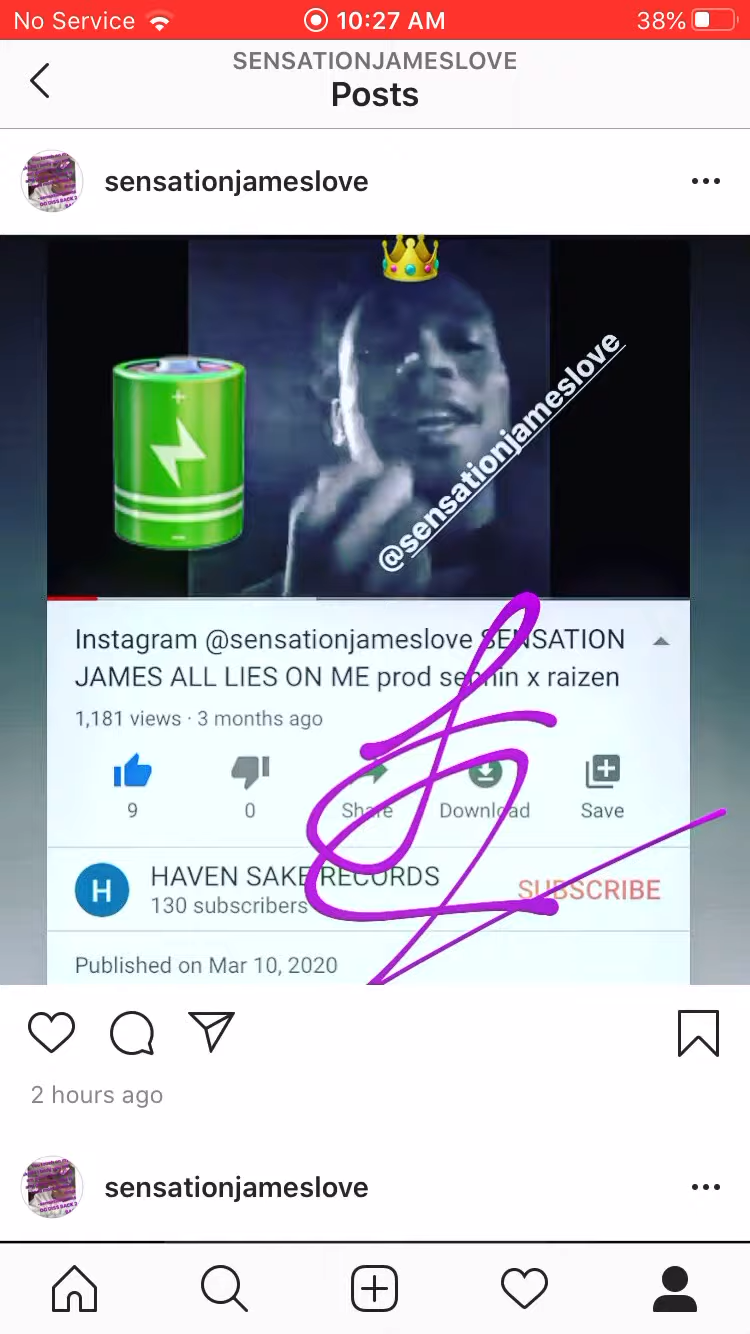 No Service 10:27 AM 38%
SENSATIONJAMESLOVE
Posts
sensationjameslove
@sensationjameslove
Instagram @sensationjameslove SENSATION
JAMES ALL LIES ON ME prod sennin x raizen
1,181 views · 3 months ago
9 0 Share Download Save
H HAVEN SAKE RECORDS
130 subscribers
SUBSCRIBE
Published on Mar 10, 2020
2 hours ago
sensationjameslove